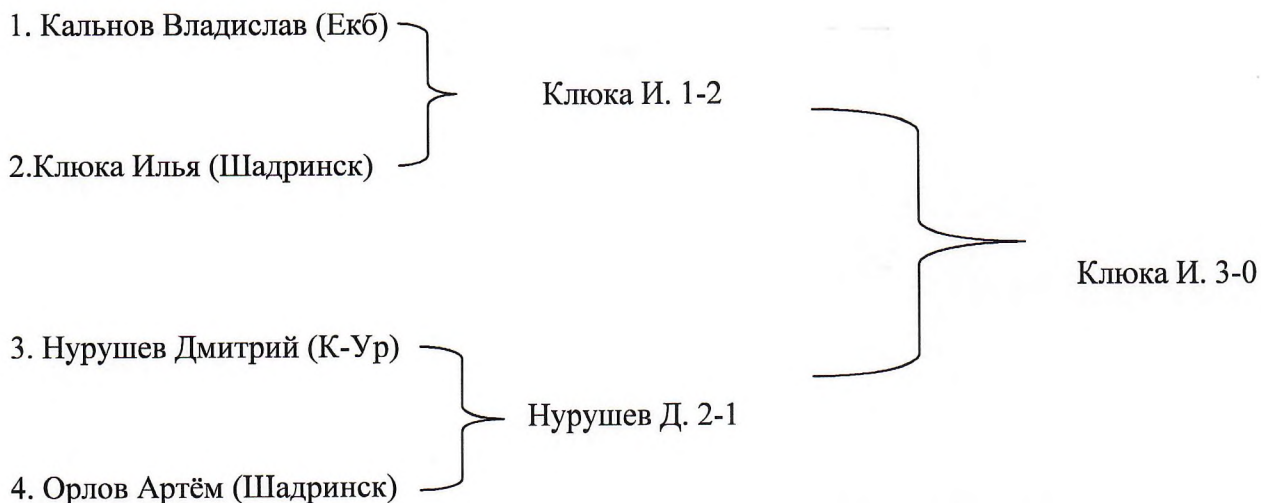 1. Кальнов Владислав (Екб)
Клюка И. 1-2
2.Клюка Илья (Шадринск)
Клюка И. 3-0
3. Нурушев Дмитрий (К-Ур)
Нурушев Д. 2-1
4. Орлов Артём (Шадринск)